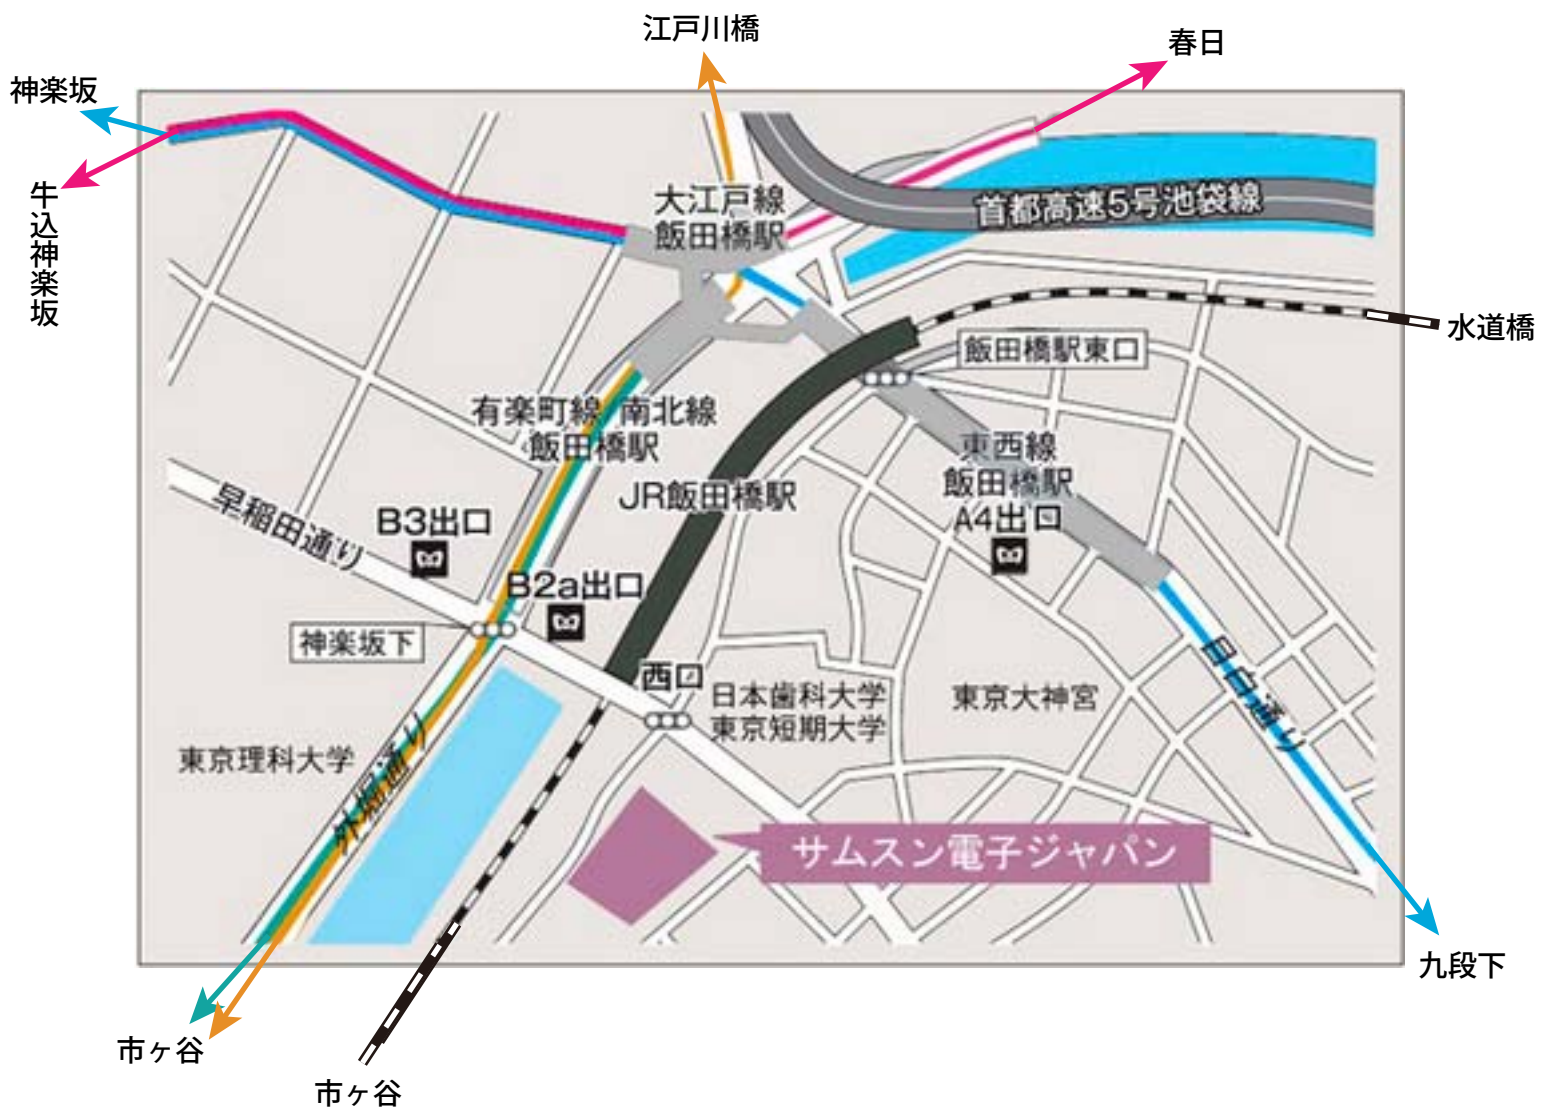 江戸川橋
春日
神楽坂
牛込神楽坂
大江戸線
飯田橋駅
首都高速5号池袋線
水道橋
飯田橋駅東口
有楽町線 南北線
飯田橋駅
東西線
飯田橋駅
A4出口
JR飯田橋駅
早稲田通り
B3出口
B2a出口
神楽坂下
西口
日本歯科大学
東京短期大学
東京大神宮
目白通り
東京理科大学
外堀通り
サムスン電子ジャパン
九段下
市ヶ谷
市ヶ谷